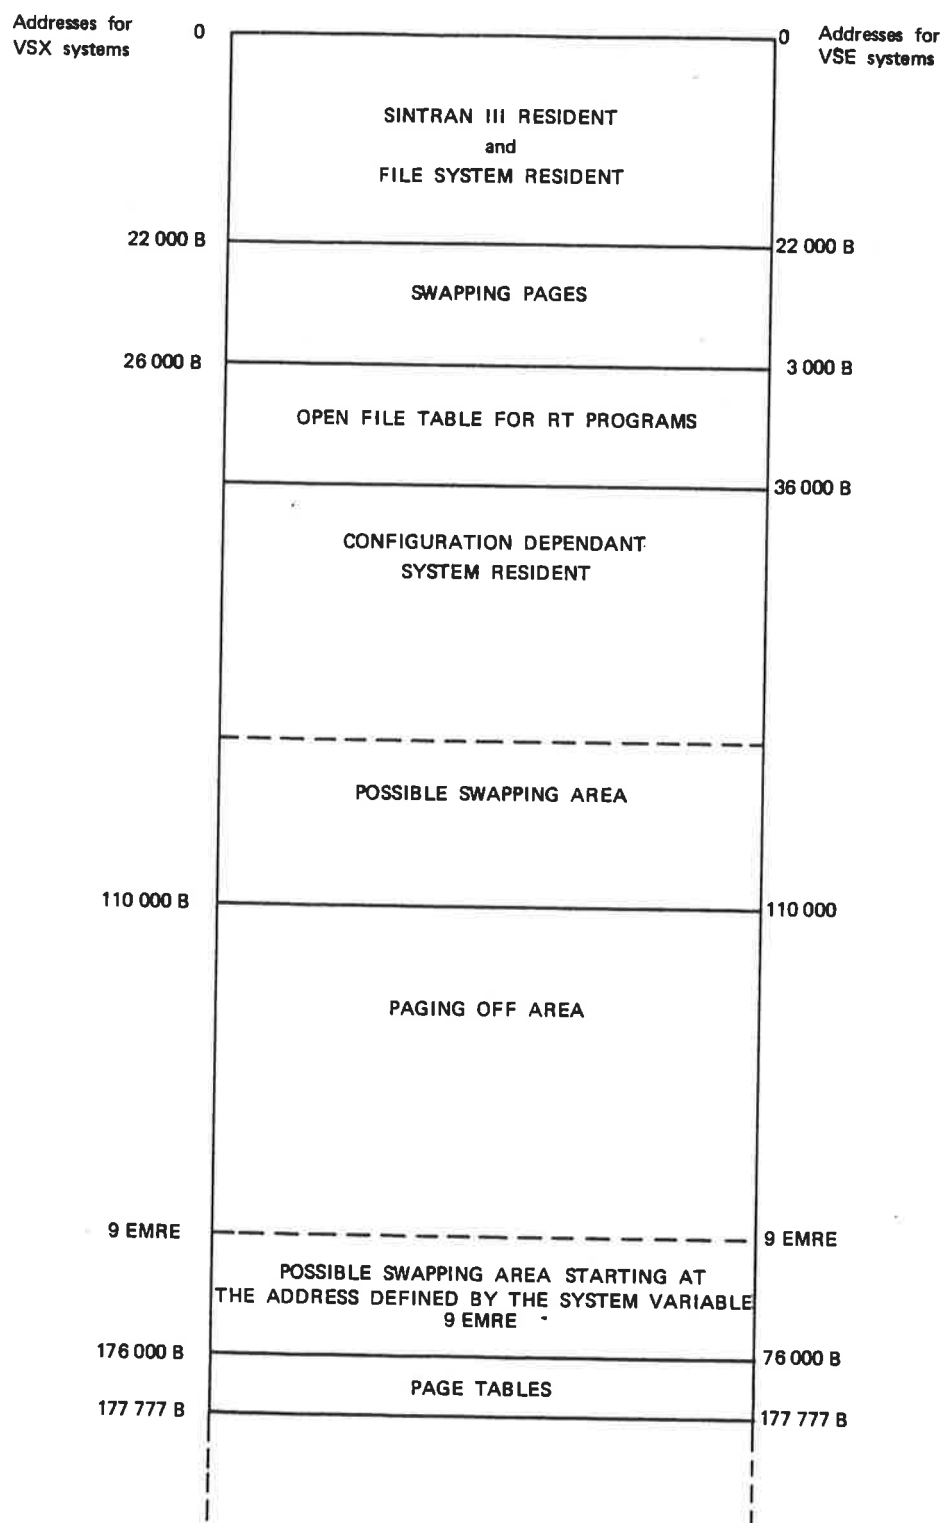 Addresses for
VSX systems
0
0
Addresses for
VSE systems
SINTRAN III RESIDENT
and
FILE SYSTEM RESIDENT
22 000 B
22 000 B
SWAPPING PAGES
26 000 B
3 000 B
OPEN FILE TABLE FOR RT PROGRAMS
36 000 B
CONFIGURATION DEPENDANT
SYSTEM RESIDENT
POSSIBLE SWAPPING AREA
110 000 B
110 000
PAGING OFF AREA
9 EMRE
9 EMRE
POSSIBLE SWAPPING AREA STARTING AT
THE ADDRESS DEFINED BY THE SYSTEM VARIABLE
9 EMRE
176 000 B
76 000 B
PAGE TABLES
177 777 B
177 777 B